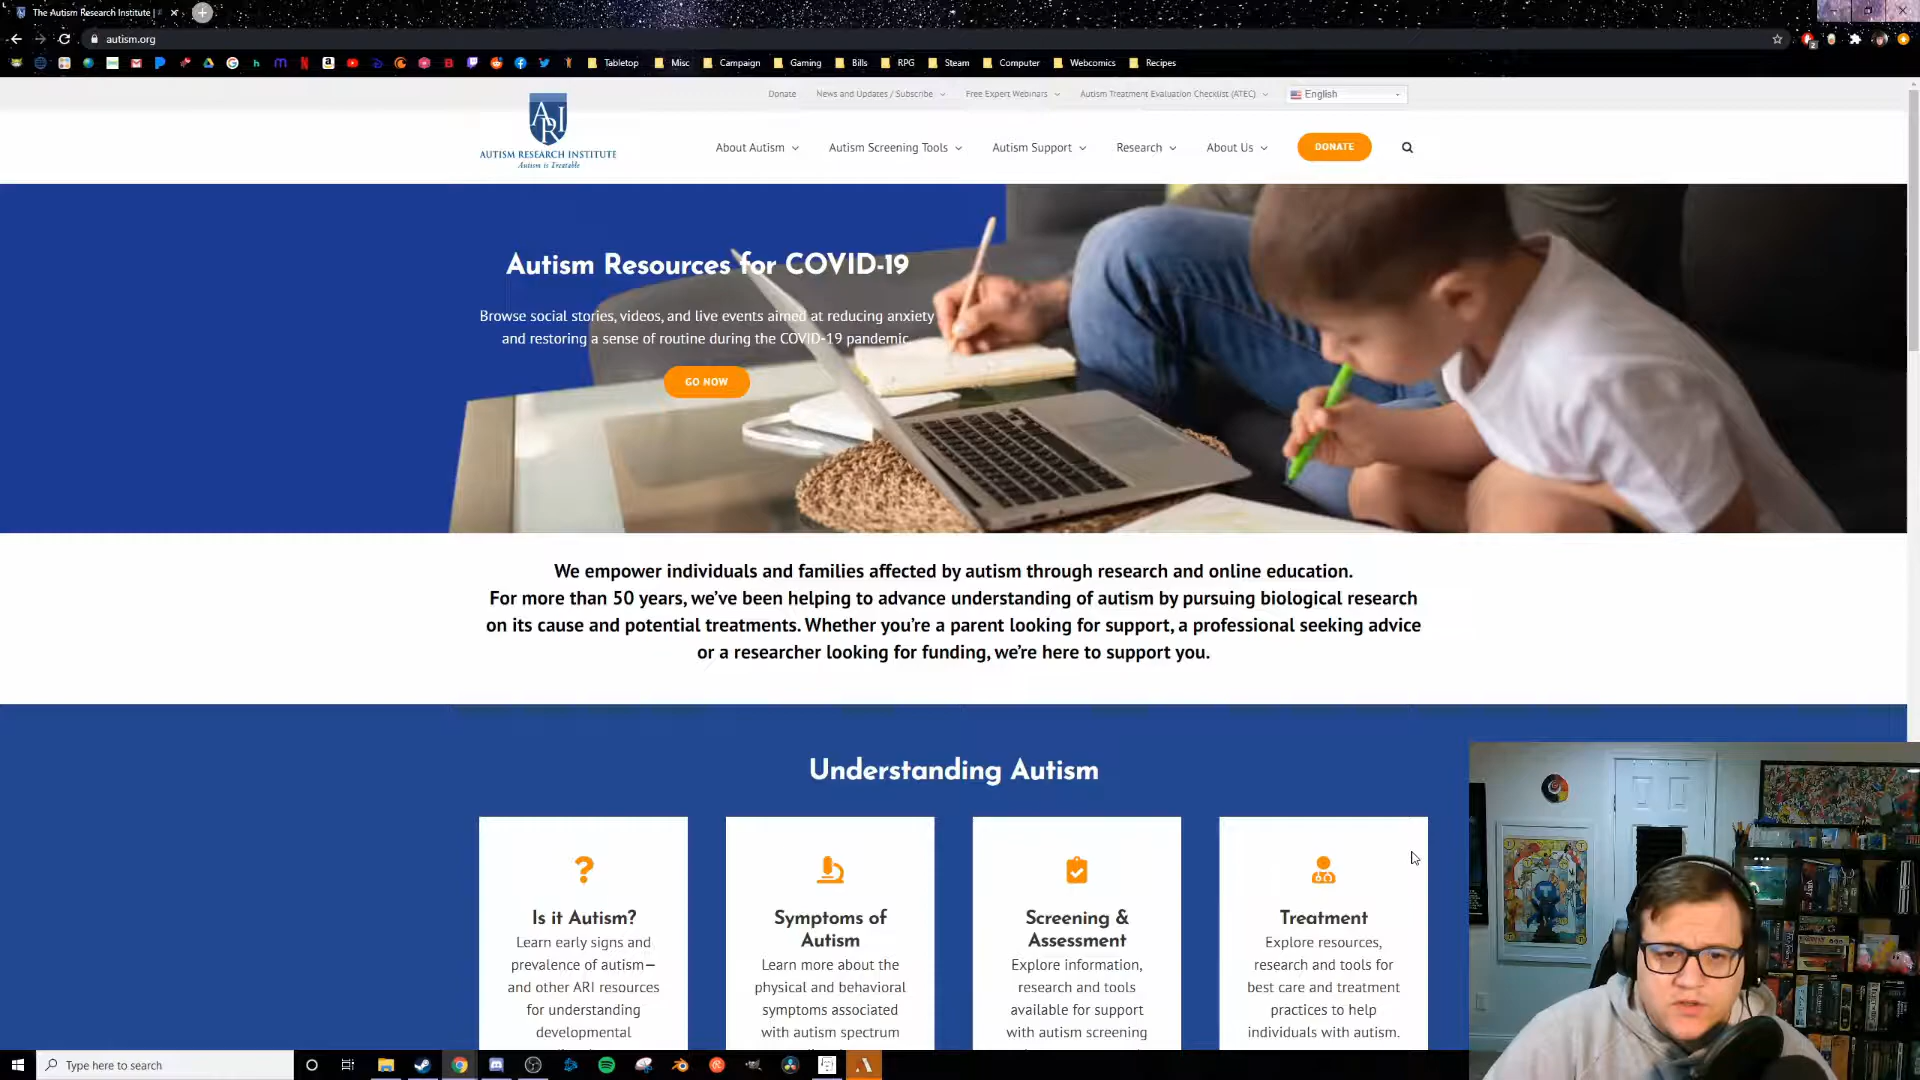 The Autism Research Institute |
autism.org
Tabletop
Misc
Campaign
Gaming
Bills
RPG
Steam
Computer
Webcomics
Recipes
Donate
News and Updates / Subscribe
Free Expert Webinars
Autism Treatment Evaluation Checklist (ATEC)
English
ARI
AUTISM RESEARCH INSTITUTE
Autism is Treatable
About Autism
Autism Screening Tools
Autism Support
Research
About Us
DONATE
Autism Resources for COVID-19
Browse social stories, videos, and live events aimed at reducing anxiety
and restoring a sense of routine during the COVID-19 pandemic.
GO NOW
We empower individuals and families affected by autism through research and online education.
For more than 50 years, we’ve been helping to advance understanding of autism by pursuing biological research
on its cause and potential treatments. Whether you’re a parent looking for support, a professional seeking advice
or a researcher looking for funding, we’re here to support you.
Understanding Autism
Is it Autism?
Learn early signs and
prevalence of autism—
and other ARI resources
for understanding
developmental
Symptoms of
Autism
Learn more about the
physical and behavioral
symptoms associated
with autism spectrum
Screening &
Assessment
Explore information,
research and tools
available for support
with autism screening
Treatment
Explore resources,
research and tools for
best care and treatment
practices to help
individuals with autism.
Type here to search